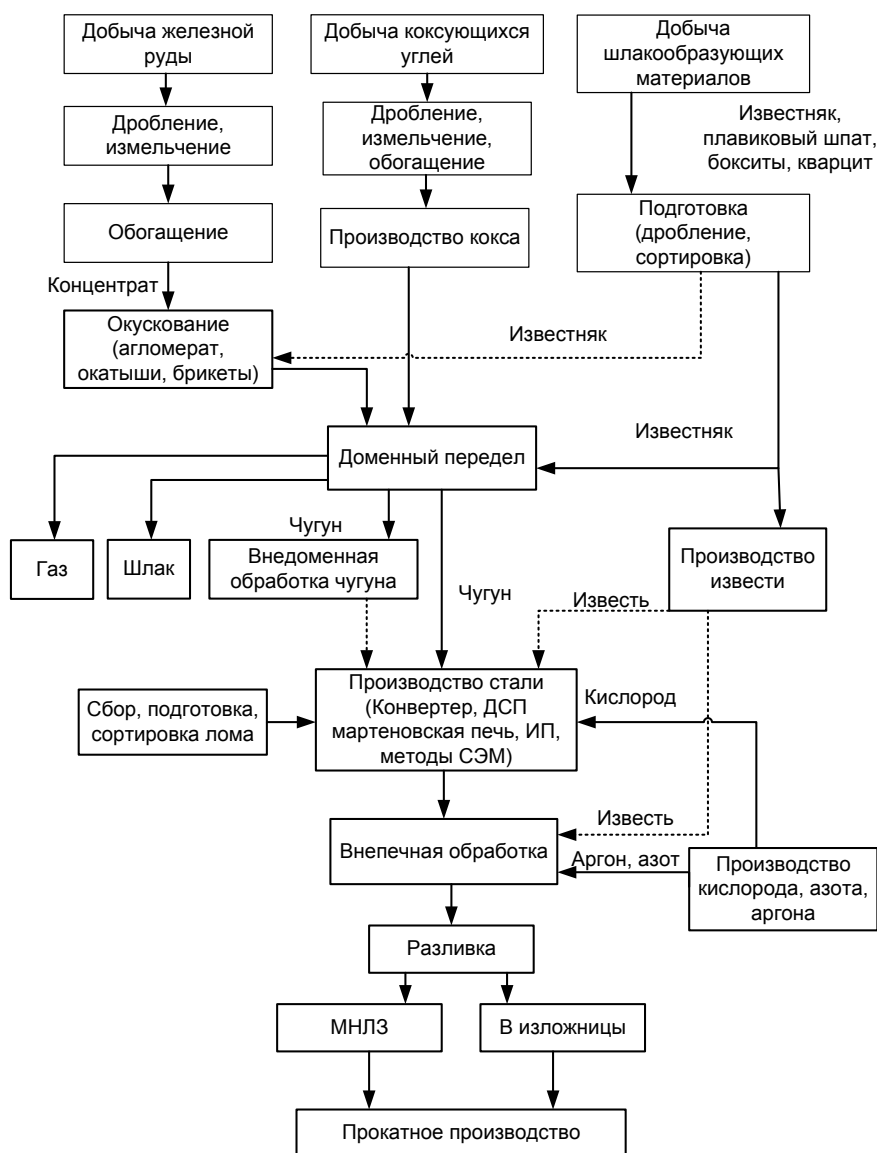 Добыча железной
руды
Добыча коксующихся
углей
Добыча
шлакообразующих
материалов
Известняк,
плавиковый шпат,
бокситы, кварцит
Дробление,
измельчение
Дробление,
измельчение,
обогащение
Обогащение
Производство кокса
Подготовка
(дробление,
сортировка)
Концентрат
Окускование
(агломерат,
окатыши, брикеты)
Известняк
Доменный передел
Известняк
Газ
Шлак
Чугун
Внедоменная
обработка чугуна
Чугун
Производство
извести
Известь
Сбор, подготовка,
сортировка лома
Производство стали
(Конвертер, ДСП
мартеновская печь, ИП,
методы СЭМ)
Кислород
Внепечная обработка
Известь
Аргон, азот
Производство
кислорода, азота,
аргона
Разливка
МНЛЗ
В изложницы
Прокатное производство